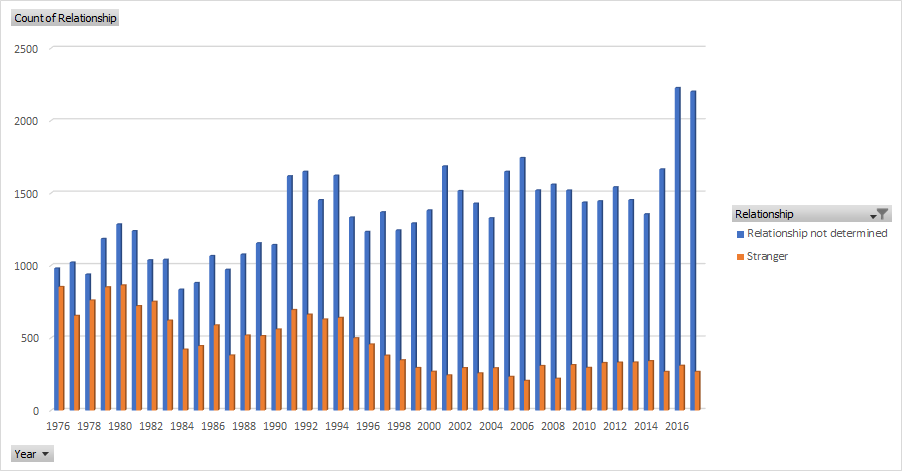 Count of Relationship
2500
2000
1500
1000
500
0
1976 1978 1980 1982 1984 1986 1988 1990 1992 1994 1996 1998 2000 2002 2004 2006 2008 2010 2012 2014 2016
Year
Relationship
Relationship not determined
Stranger